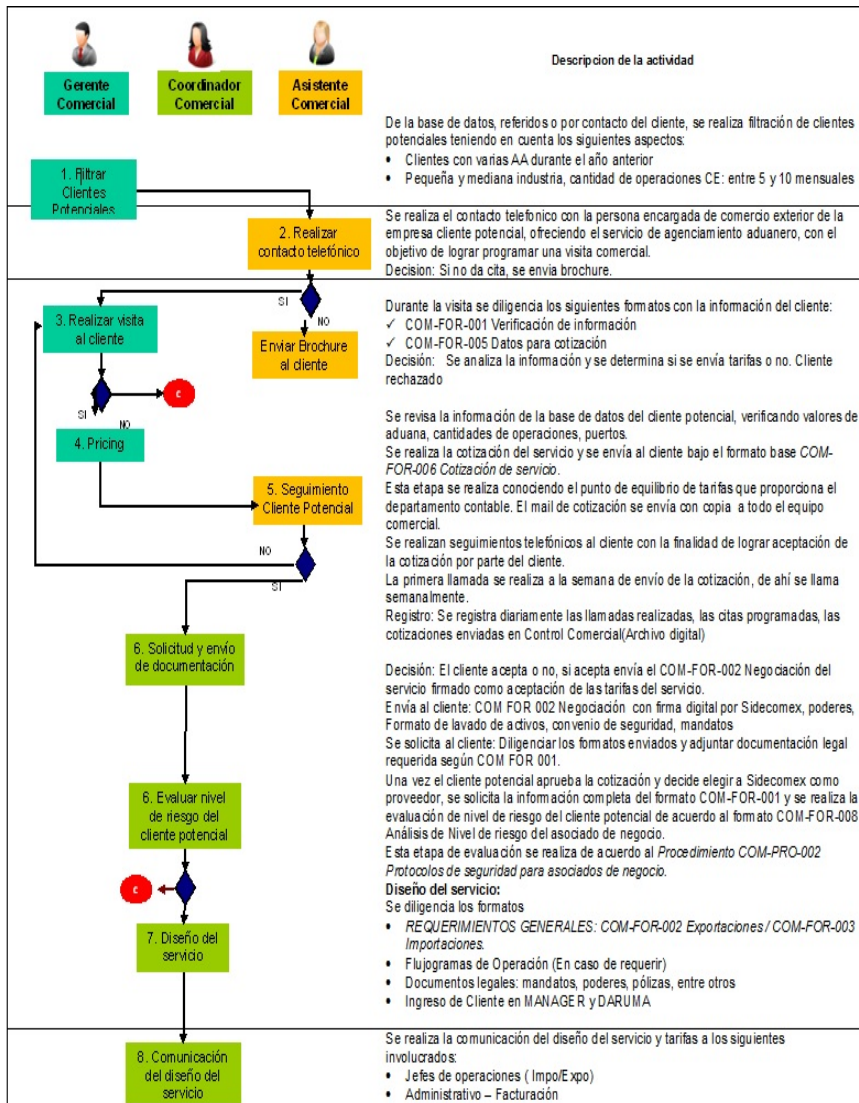 Descripcion de la actividad
Gerente
Comercial
Coordinador
Comercial
Asistente
Comercial
De la base de datos, referidos o por contacto del cliente, se realiza filtración de clientes
potenciales teniendo en cuenta los siguientes aspectos:
• Clientes con varias AA durante el año anterior
• Pequeña y mediana industria, cantidad de operaciones CE: entre 5 y 10 mensuales
1. Filtrar
Clientes
Potenciales
Se realiza el contacto telefonico con la persona encargada de comercio exterior de la
empresa cliente potencial, ofreciendo el servicio de agenciamiento aduanero, con el
objetivo de lograr programar una visita comercial.
Decision: Si no da cita, se envia brochure.
2. Realizar
contacto telefónico
SI
NO
3. Realizar visita
al cliente
Enviar Brochure
al cliente
Durante la visita se diligencia los siguientes formatos con la información del cliente:
✓ COM-FOR-001 Verificación de información
✓ COM-FOR-005 Datos para cotización
Decisión: Se analiza la información y se determina si se envía tarifas o no. Cliente
rechazado
c
SI
NO
4. Pricing
Se revisa la información de la base de datos del cliente potencial, verificando valores de
aduana, cantidades de operaciones, puertos.
Se realiza la cotización del servicio y se envía al cliente bajo el formato base COM-
FOR-006 Cotización de servicio.
Esta etapa se realiza conociendo el punto de equilibrio de tarifas que proporciona el
departamento contable. El mail de cotización se envía con copia a todo el equipo
comercial.
5. Seguimiento
Cliente Potencial
NO
SI
Se realizan seguimientos telefónicos al cliente con la finalidad de lograr aceptación de
la cotización por parte del cliente.
La primera llamada se realiza a la semana de envío de la cotización, de ahí se llama
semanalmente.
Registro: Se registra diariamente las llamadas realizadas, las citas programadas, las
cotizaciones enviadas en Control Comercial(Archivo digital)
6. Solicitud y envío
de documentación
Decisión: El cliente acepta o no, si acepta envía el COM-FOR-002 Negociación del
servicio firmado como aceptación de las tarifas del servicio.
Envía al cliente: COM FOR 002 Negociación con firma digital por Sidecomex, poderes,
Formato de lavado de activos, convenio de seguridad, mandatos
Se solicita al cliente: Diligenciar los formatos enviados y adjuntar documentación legal
requerida según COM FOR 001.
6. Evaluar nivel
de riesgo del
cliente potencial
Una vez el cliente potencial aprueba la cotización y decide elegir a Sidecomex como
proveedor, se solicita la información completa del formato COM-FOR-001 y se realiza la
evaluación de nivel de riesgo del cliente potencial de acuerdo al formato COM-FOR-008
Análisis de Nivel de riesgo del asociado de negocio.
Esta etapa de evaluación se realiza de acuerdo al Procedimiento COM-PRO-002
Protocolos de seguridad para asociados de negocio.
c
7. Diseño del
servicio
Diseño del servicio:
Se diligencia los formatos
• REQUERIMIENTOS GENERALES: COM-FOR-002 Exportaciones / COM-FOR-003
Importaciones.
• Flujogramas de Operación (En caso de requerir)
• Documentos legales: mandatos, poderes, pólizas, entre otros
• Ingreso de Cliente en MANAGER y DARUMA
8. Comunicación
del diseño del
servicio
Se realiza la comunicación del diseño del servicio y tarifas a los siguientes
involucrados:
• Jefes de operaciones ( Impo/Expo)
• Administrativo – Facturación